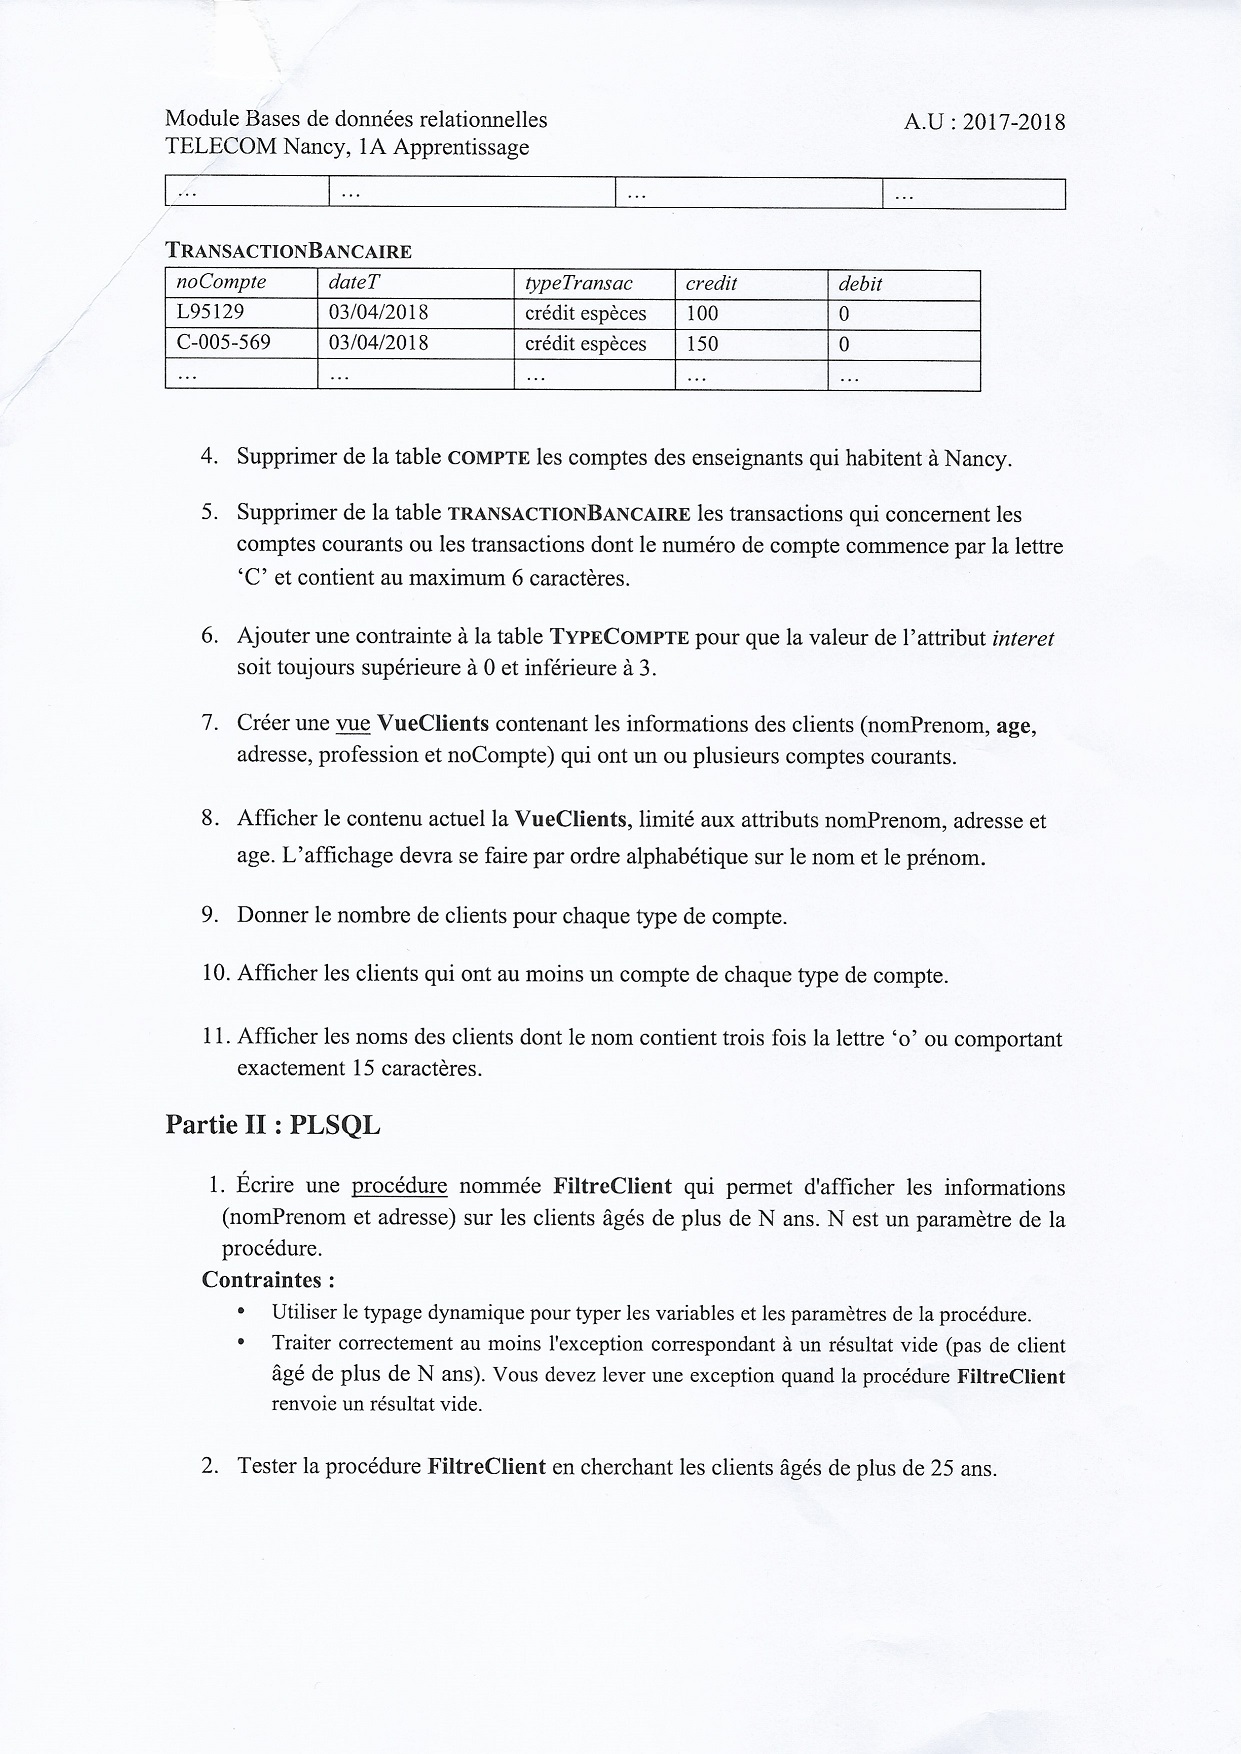 Module Bases de données relationnelles A.U : 2017-2018
TELECOM Nancy, 1A Apprentissage
... ... ... ...
TRANSACTIONBANCAIRE
noCompte dateT typeTransac credit debit
L95129 03/04/2018 crédit espèces 100 0
C-005-569 03/04/2018 crédit espèces 150 0
... ... ... ... ...
4. Supprimer de la table COMPTE les comptes des enseignants qui habitent à Nancy.
5. Supprimer de la table TRANSACTIONBANCAIRE les transactions qui concernent les
comptes courants ou les transactions dont le numéro de compte commence par la lettre
‘C’ et contient au maximum 6 caractères.
6. Ajouter une contrainte à la table TYPECOMPTE pour que la valeur de l’attribut interet
soit toujours supérieure à 0 et inférieure à 3.
7. Créer une vue VueClients contenant les informations des clients (nomPrenom, age,
adresse, profession et noCompte) qui ont un ou plusieurs comptes courants.
8. Afficher le contenu actuel la VueClients, limité aux attributs nomPrenom, adresse et
age. L’affichage devra se faire par ordre alphabétique sur le nom et le prénom.
9. Donner le nombre de clients pour chaque type de compte.
10. Afficher les clients qui ont au moins un compte de chaque type de compte.
11. Afficher les noms des clients dont le nom contient trois fois la lettre ‘o’ ou comportant
exactement 15 caractères.
Partie II : PLSQL
1. Écrire une procédure nommée FiltreClient qui permet d'afficher les informations
(nomPrenom et adresse) sur les clients âgés de plus de N ans. N est un paramètre de la
procédure.
Contraintes :
• Utiliser le typage dynamique pour typer les variables et les paramètres de la procédure.
• Traiter correctement au moins l'exception correspondant à un résultat vide (pas de client
âgé de plus de N ans). Vous devez lever une exception quand la procédure FiltreClient
renvoie un résultat vide.
2. Tester la procédure FiltreClient en cherchant les clients âgés de plus de 25 ans.